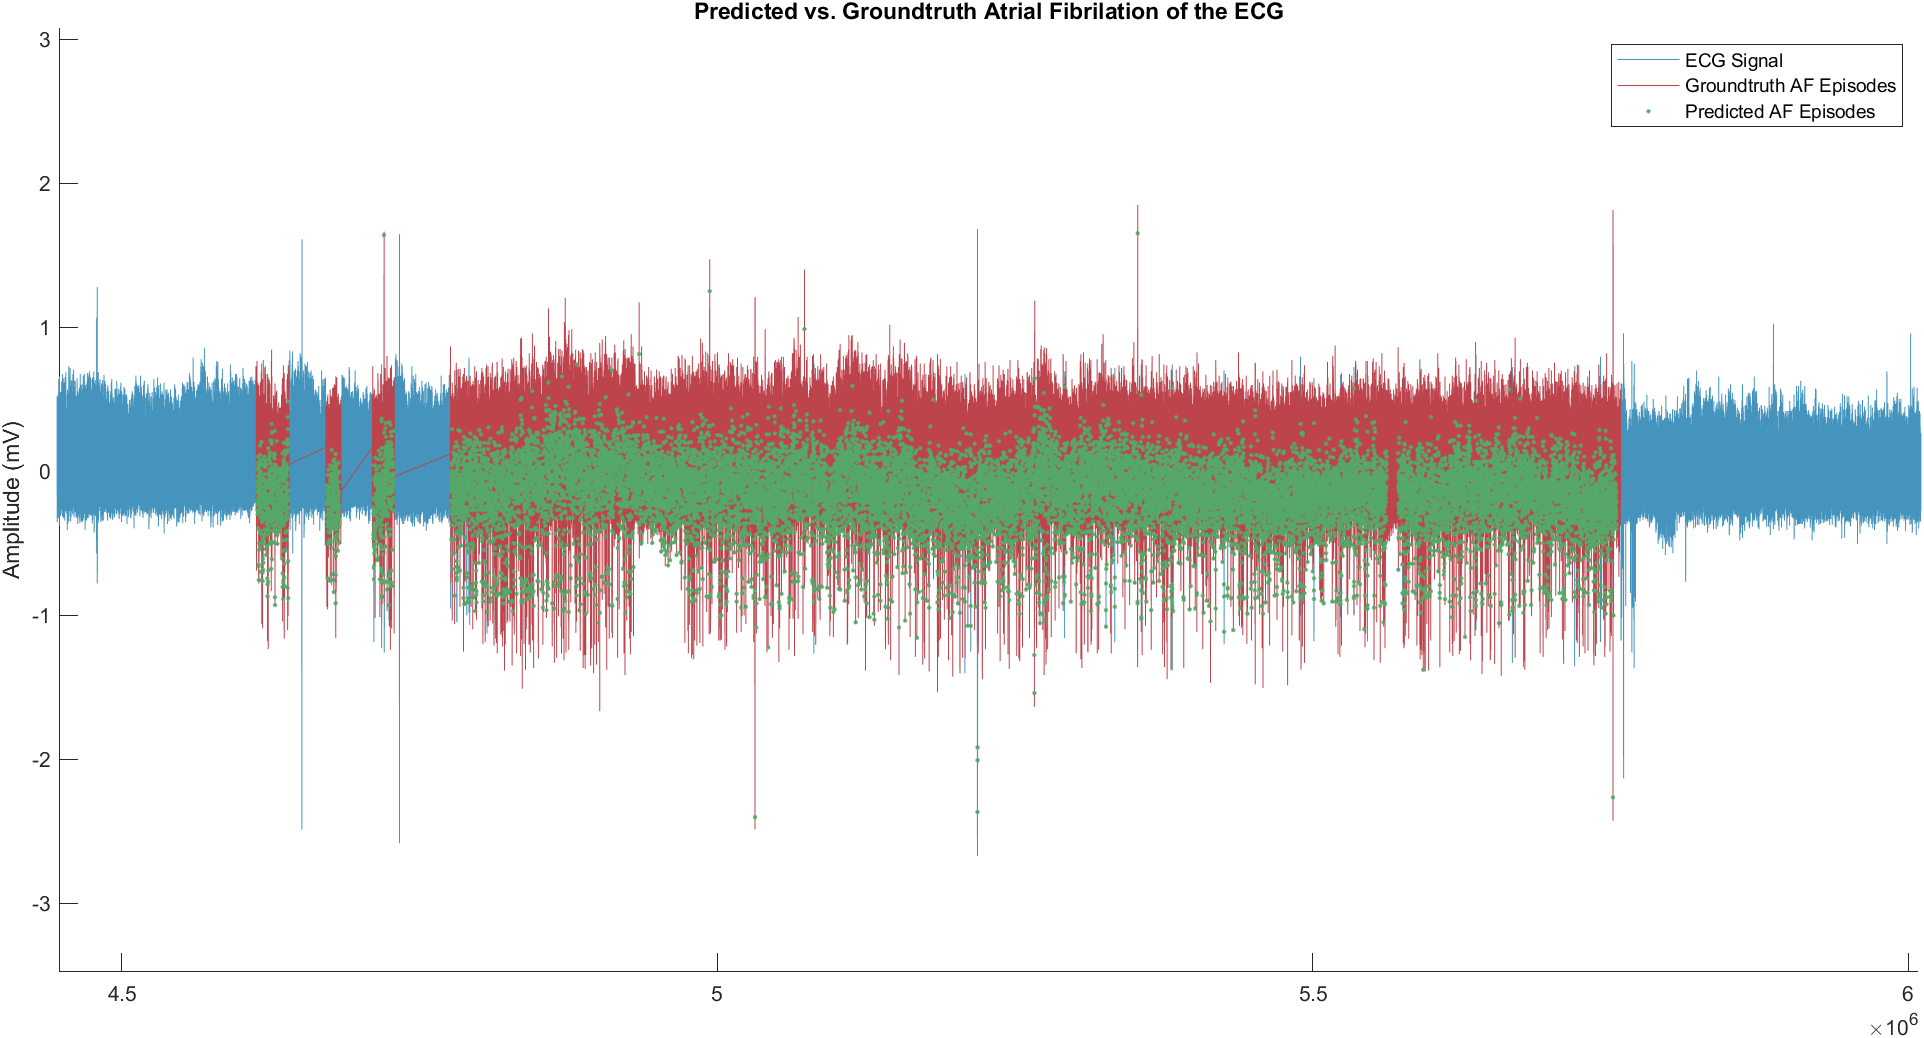 Predicted vs. Groundtruth Atrial Fibrilation of the ECG
ECG Signal
Groundtruth AF Episodes
Predicted AF Episodes
Amplitude (mV)
3
2
1
0
-1
-2
-3
4.5
5
5.5
6
×10^6